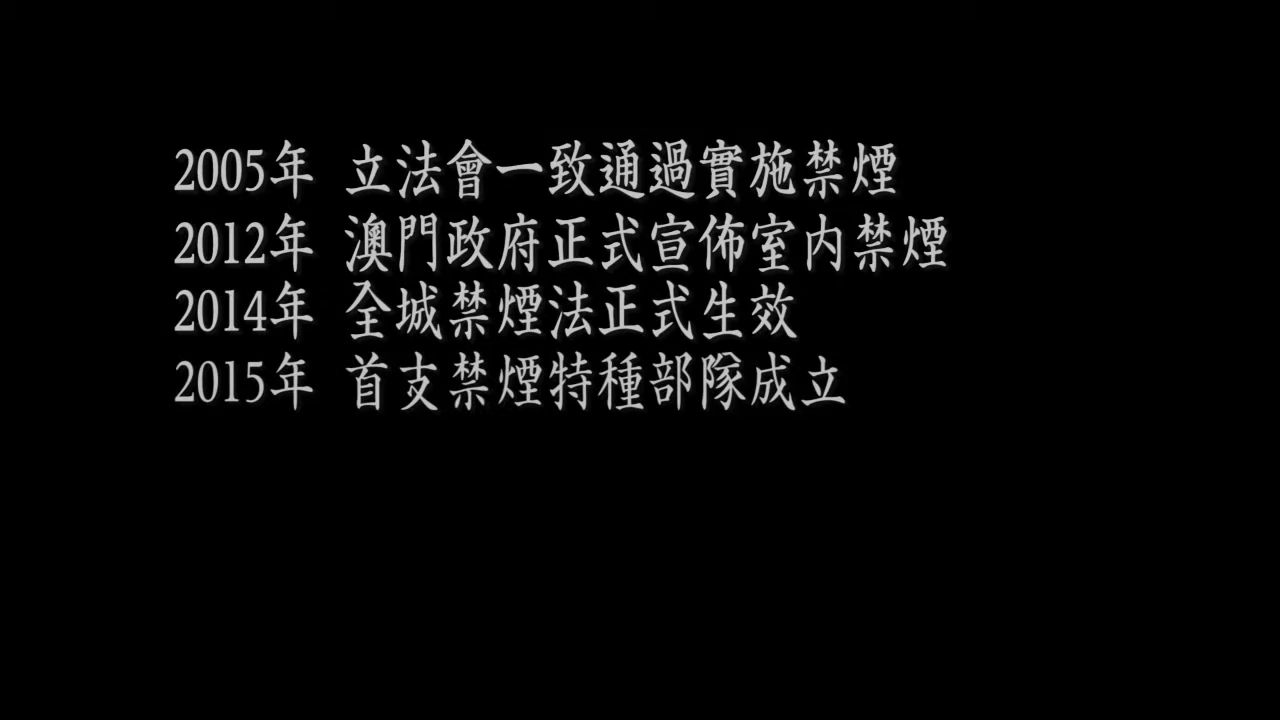 2005年 立法會一致通過實施禁煙
2012年 澳門政府正式宣佈室內禁煙
2014年 全城禁煙法正式生效
2015年 首支禁煙特種部隊成立